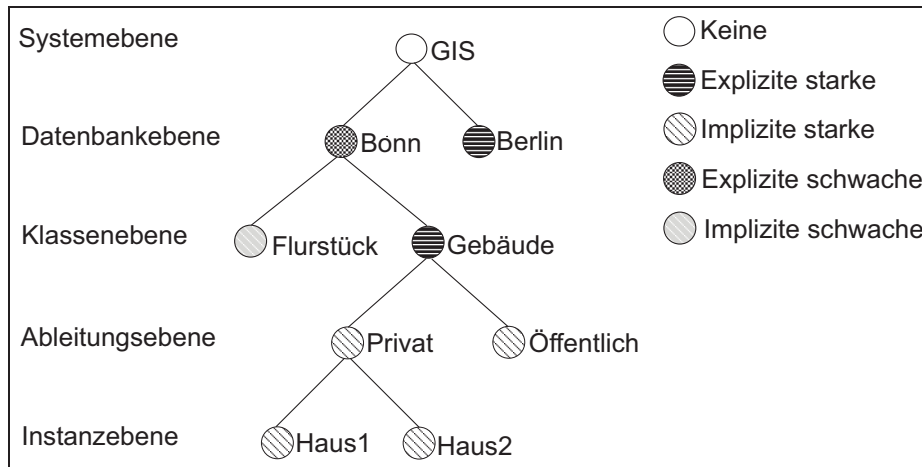 Systemebene
GIS
Keine
Explizite starke
Datenbankebene
Bonn
Berlin
Implizite starke
Explizite schwache
Klassenebene
Flurstück
Gebäude
Implizite schwache
Ableitungsebene
Privat
Öffentlich
Instanzebene
Haus1
Haus2